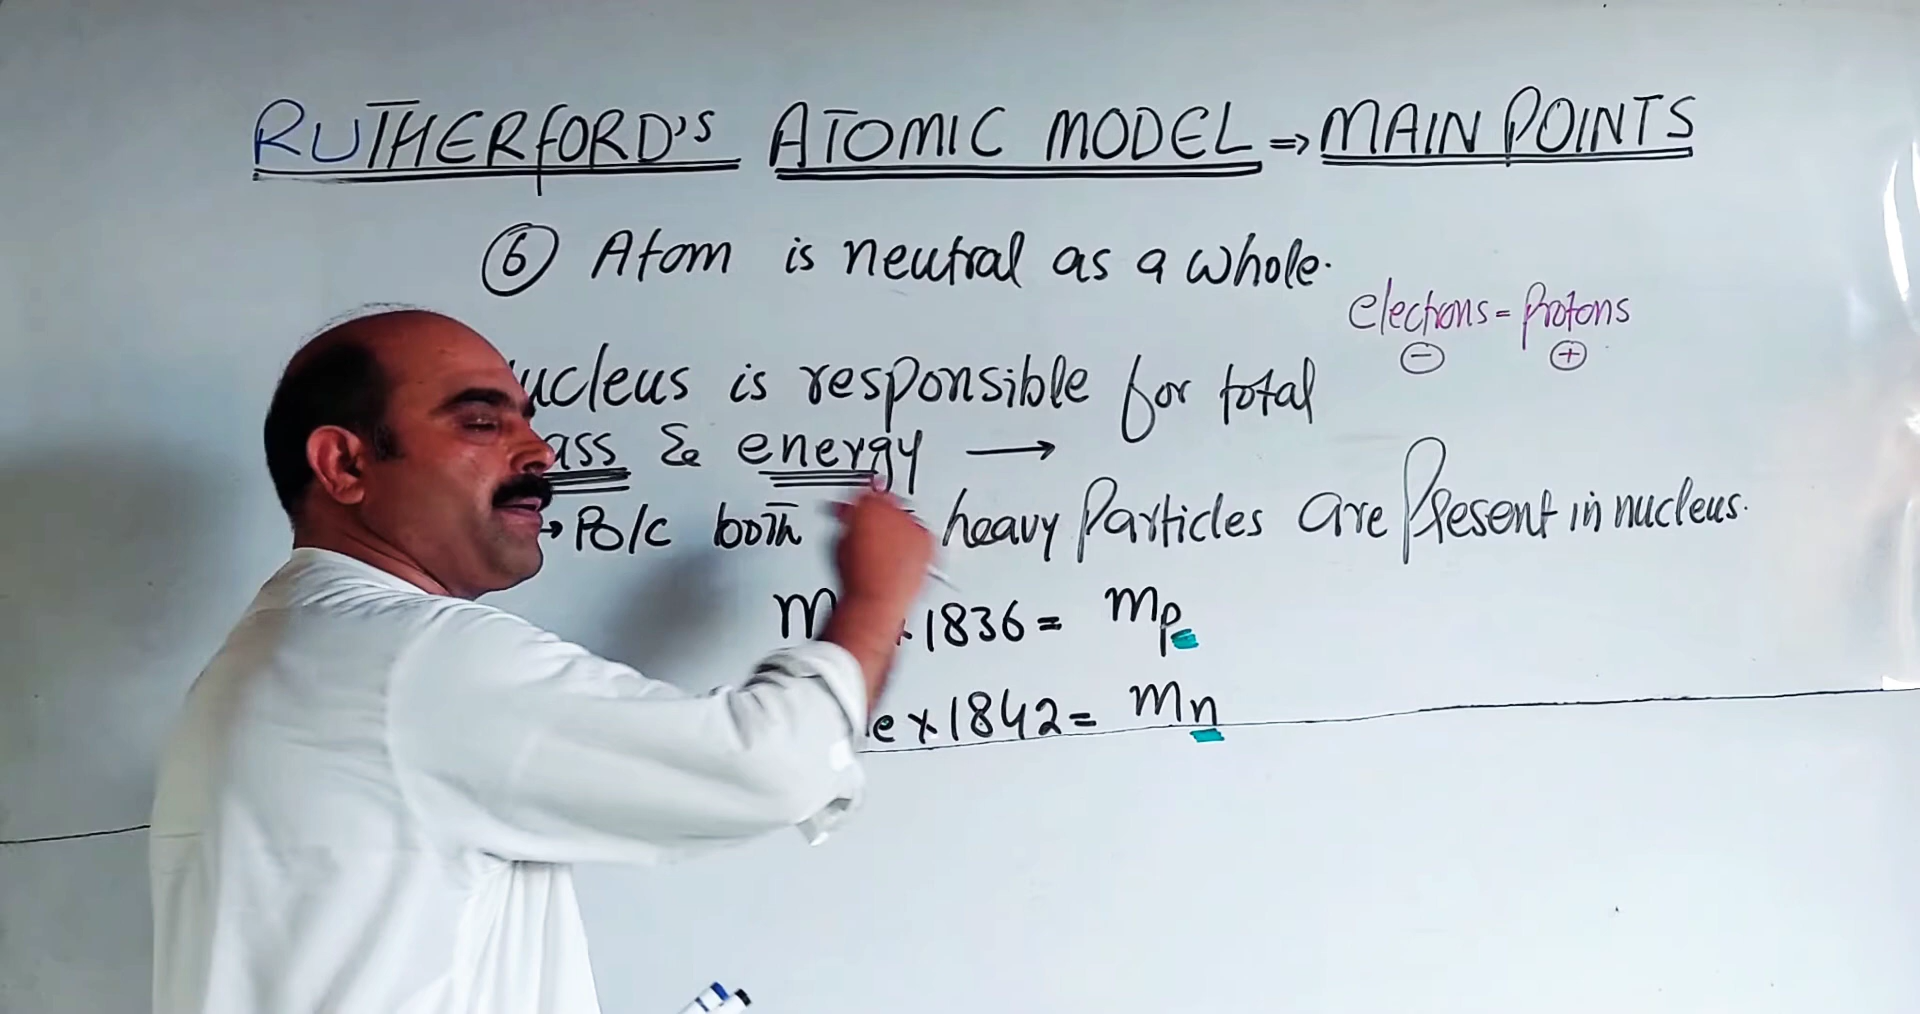 RUTHERFORD'S ATOMIC MODEL ⇒ MAIN POINTS
⑥ Atom is neutral as a whole.
electrons = Protons
⊖ ⊕
ucleus is responsible for total
ass & energy →
→ Bo/c both heavy Particles are Present in nucleus.
m × 1836 = mp
e × 1842 = mn